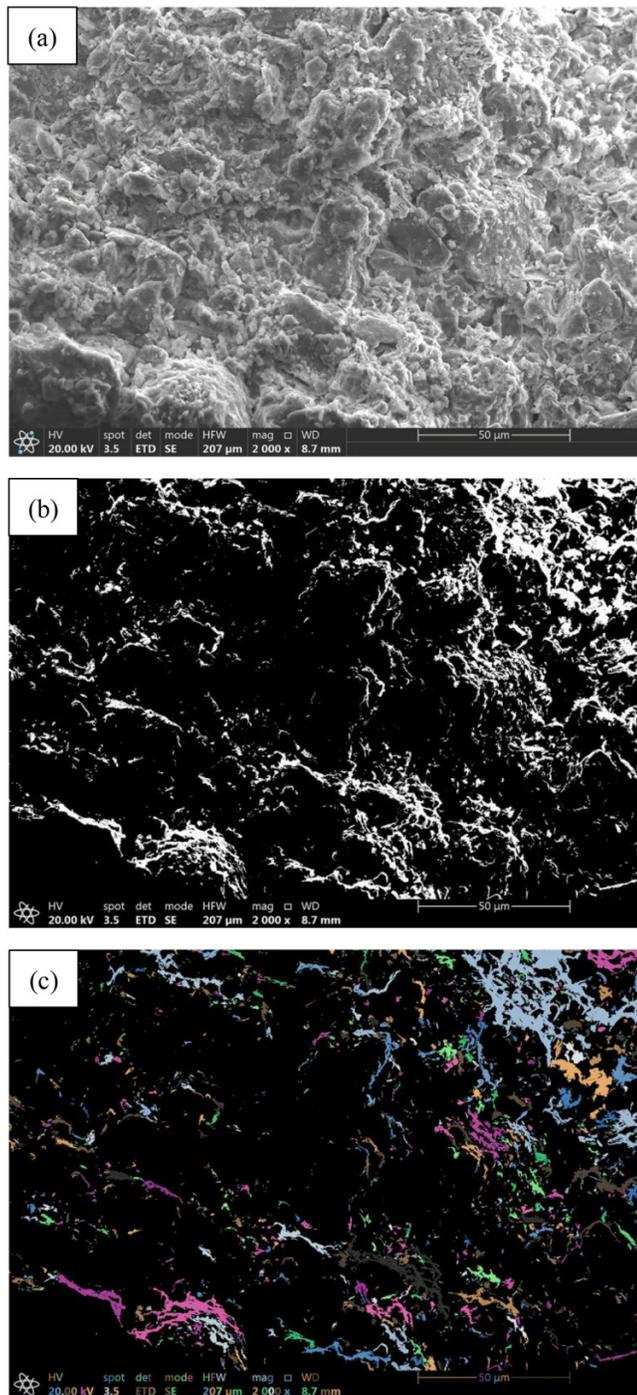 (a)
HV spot det mode HFW mag □ WD
20.00 kV 3.5 ETD SE 207 µm 2 000 x 8.7 mm
50 µm
(b)
HV spot det mode HFW mag □ WD
20.00 kV 3.5 ETD SE 207 µm 2 000 x 8.7 mm
50 µm
(c)
HV spot det mode HFW mag □ WD
20.00 kV 3.5 ETD SE 207 µm 2 000 x 8.7 mm
50 µm